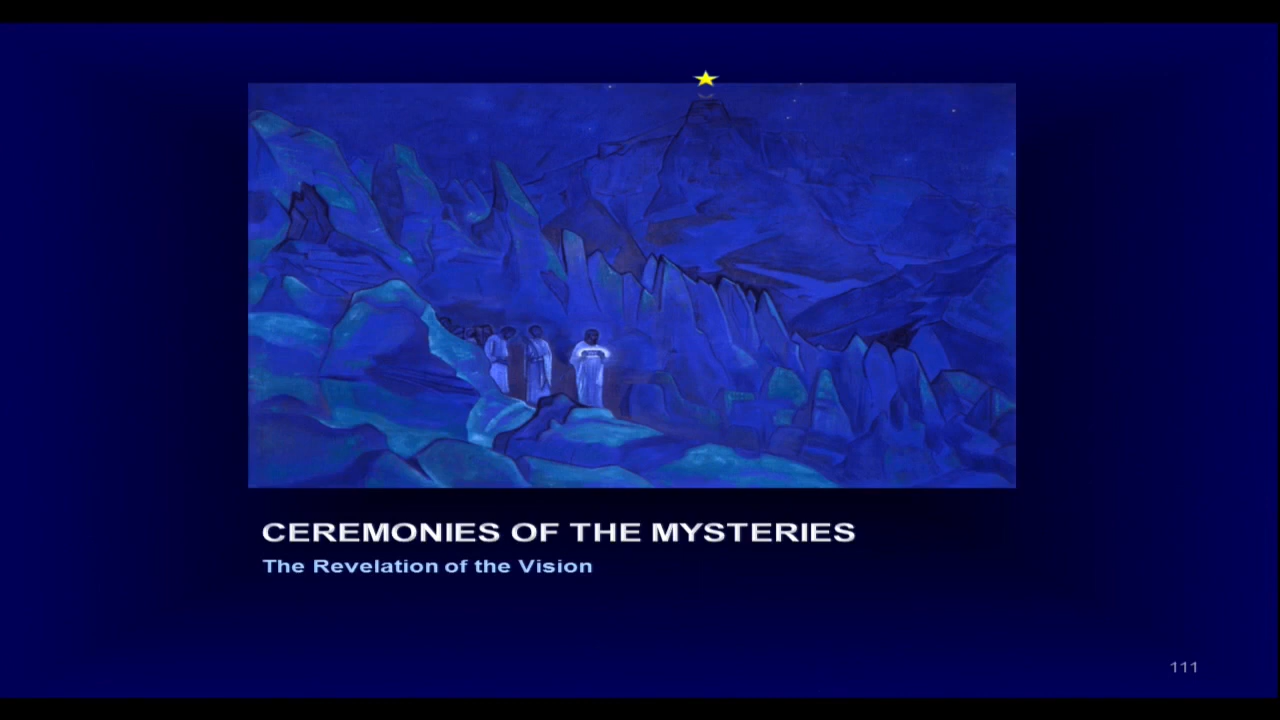 CEREMONIES OF THE MYSTERIES
The Revelation of the Vision
111